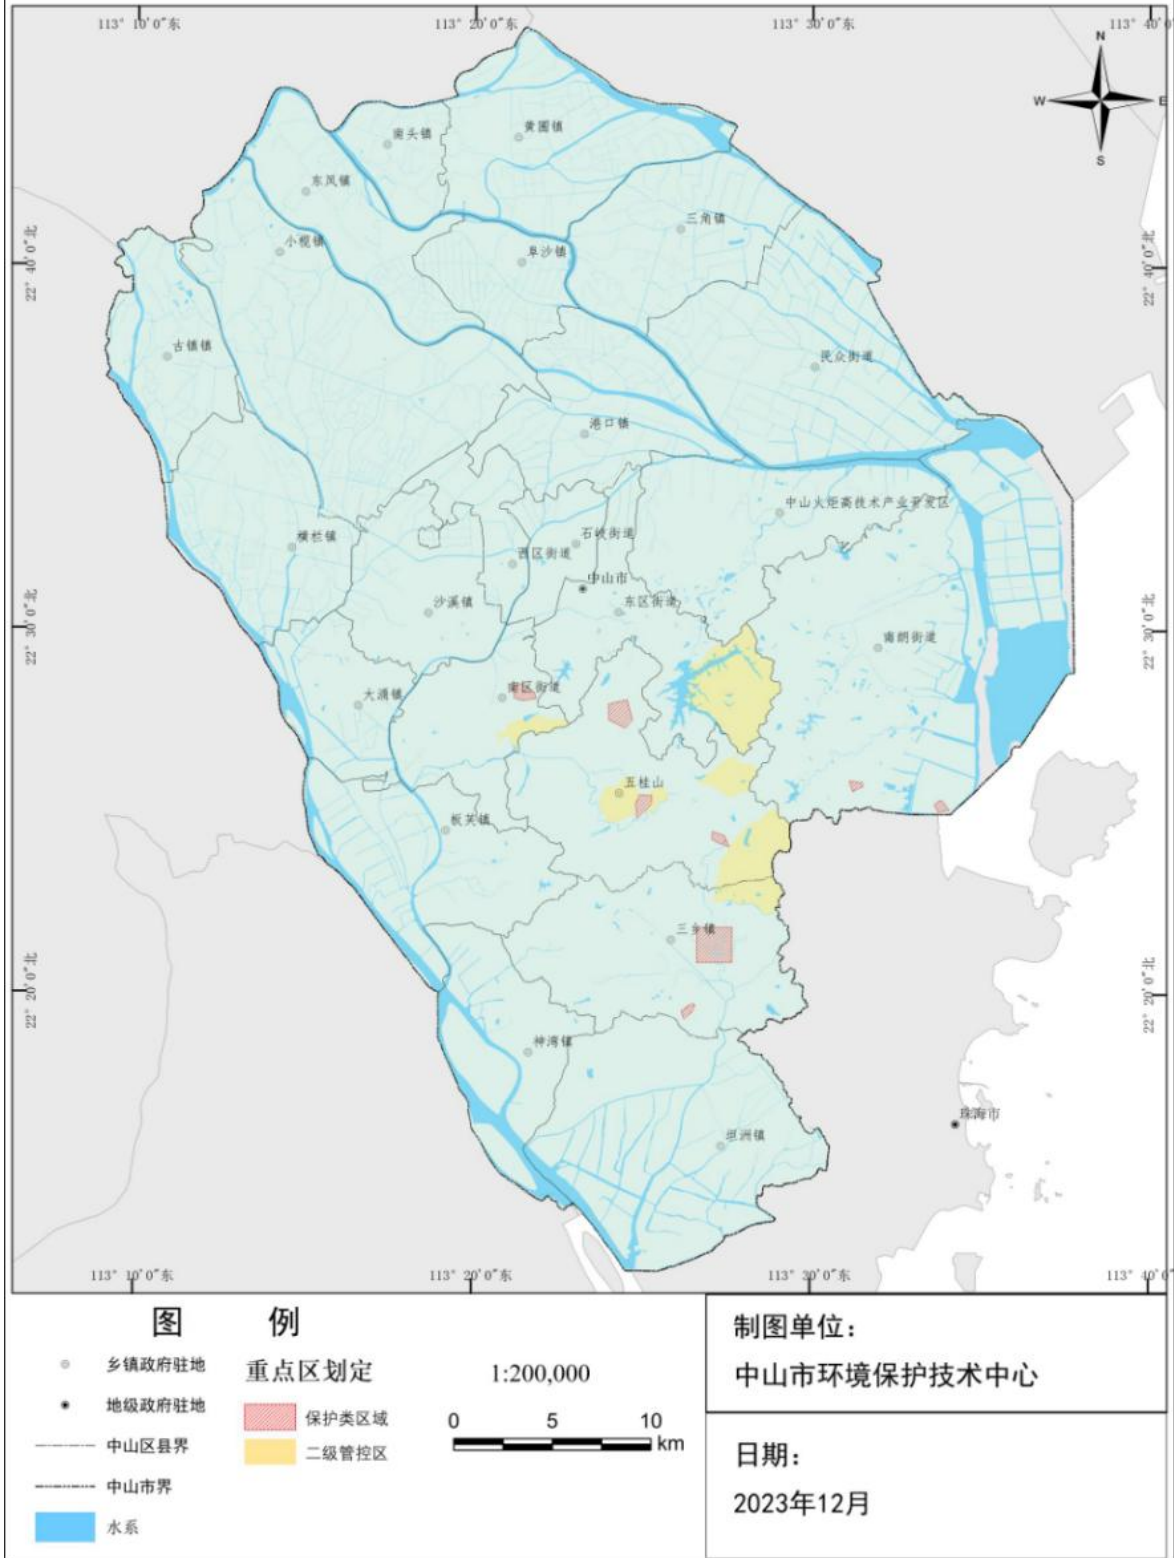 113° 10′0″东
113° 20′0″东
113° 30′0″东
113° 40′0″
N
W
E
S
南头镇
黄圃镇
东凤镇
三角镇
小榄镇
阜沙镇
22° 40′0″北
22° 40′0″北
古镇镇
民众街道
港口镇
中山火炬高技术产业开发区
横栏镇
石岐街道
西区街道
中山市
沙溪镇
东区街道
22° 30′0″北
22° 30′0″北
南朗街道
大涌镇
南区街道
五桂山
板芙镇
三乡镇
22° 20′0″北
22° 20′0″北
神湾镇
珠海市
坦洲镇
113° 10′0″东
113° 20′0″东
113° 30′0″东
113° 40′0″
图 例
乡镇政府驻地
地级政府驻地
中山区县界
中山市界
水系
重点区划定
保护类区域
二级管控区
1:200,000
0 5 10
km
制图单位：
中山市环境保护技术中心
日期：
2023年12月